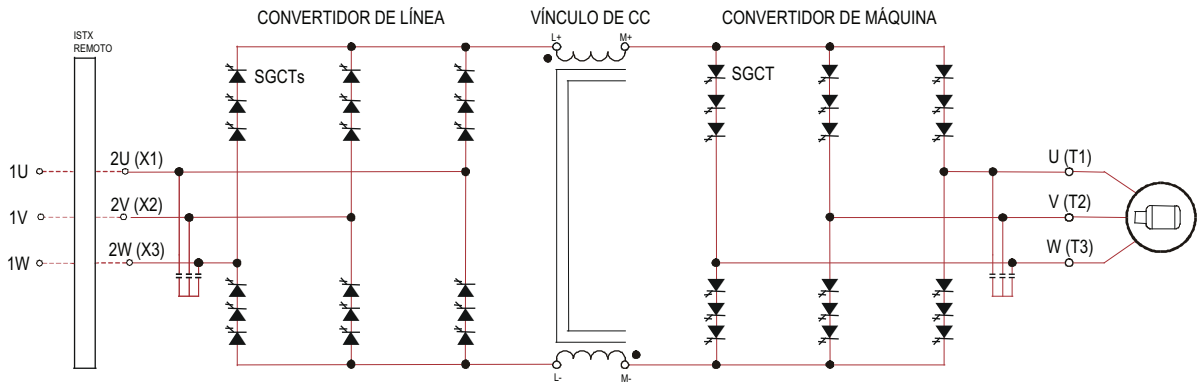 CONVERTIDOR DE LÍNEA
VÍNCULO DE CC
CONVERTIDOR DE MÁQUINA
ISTX
REMOTO
L+
M+
SGCTs
SGCT
1U
2U (X1)
U (T1)
1V
2V (X2)
V (T2)
1W
2W (X3)
W (T3)
L-
M-